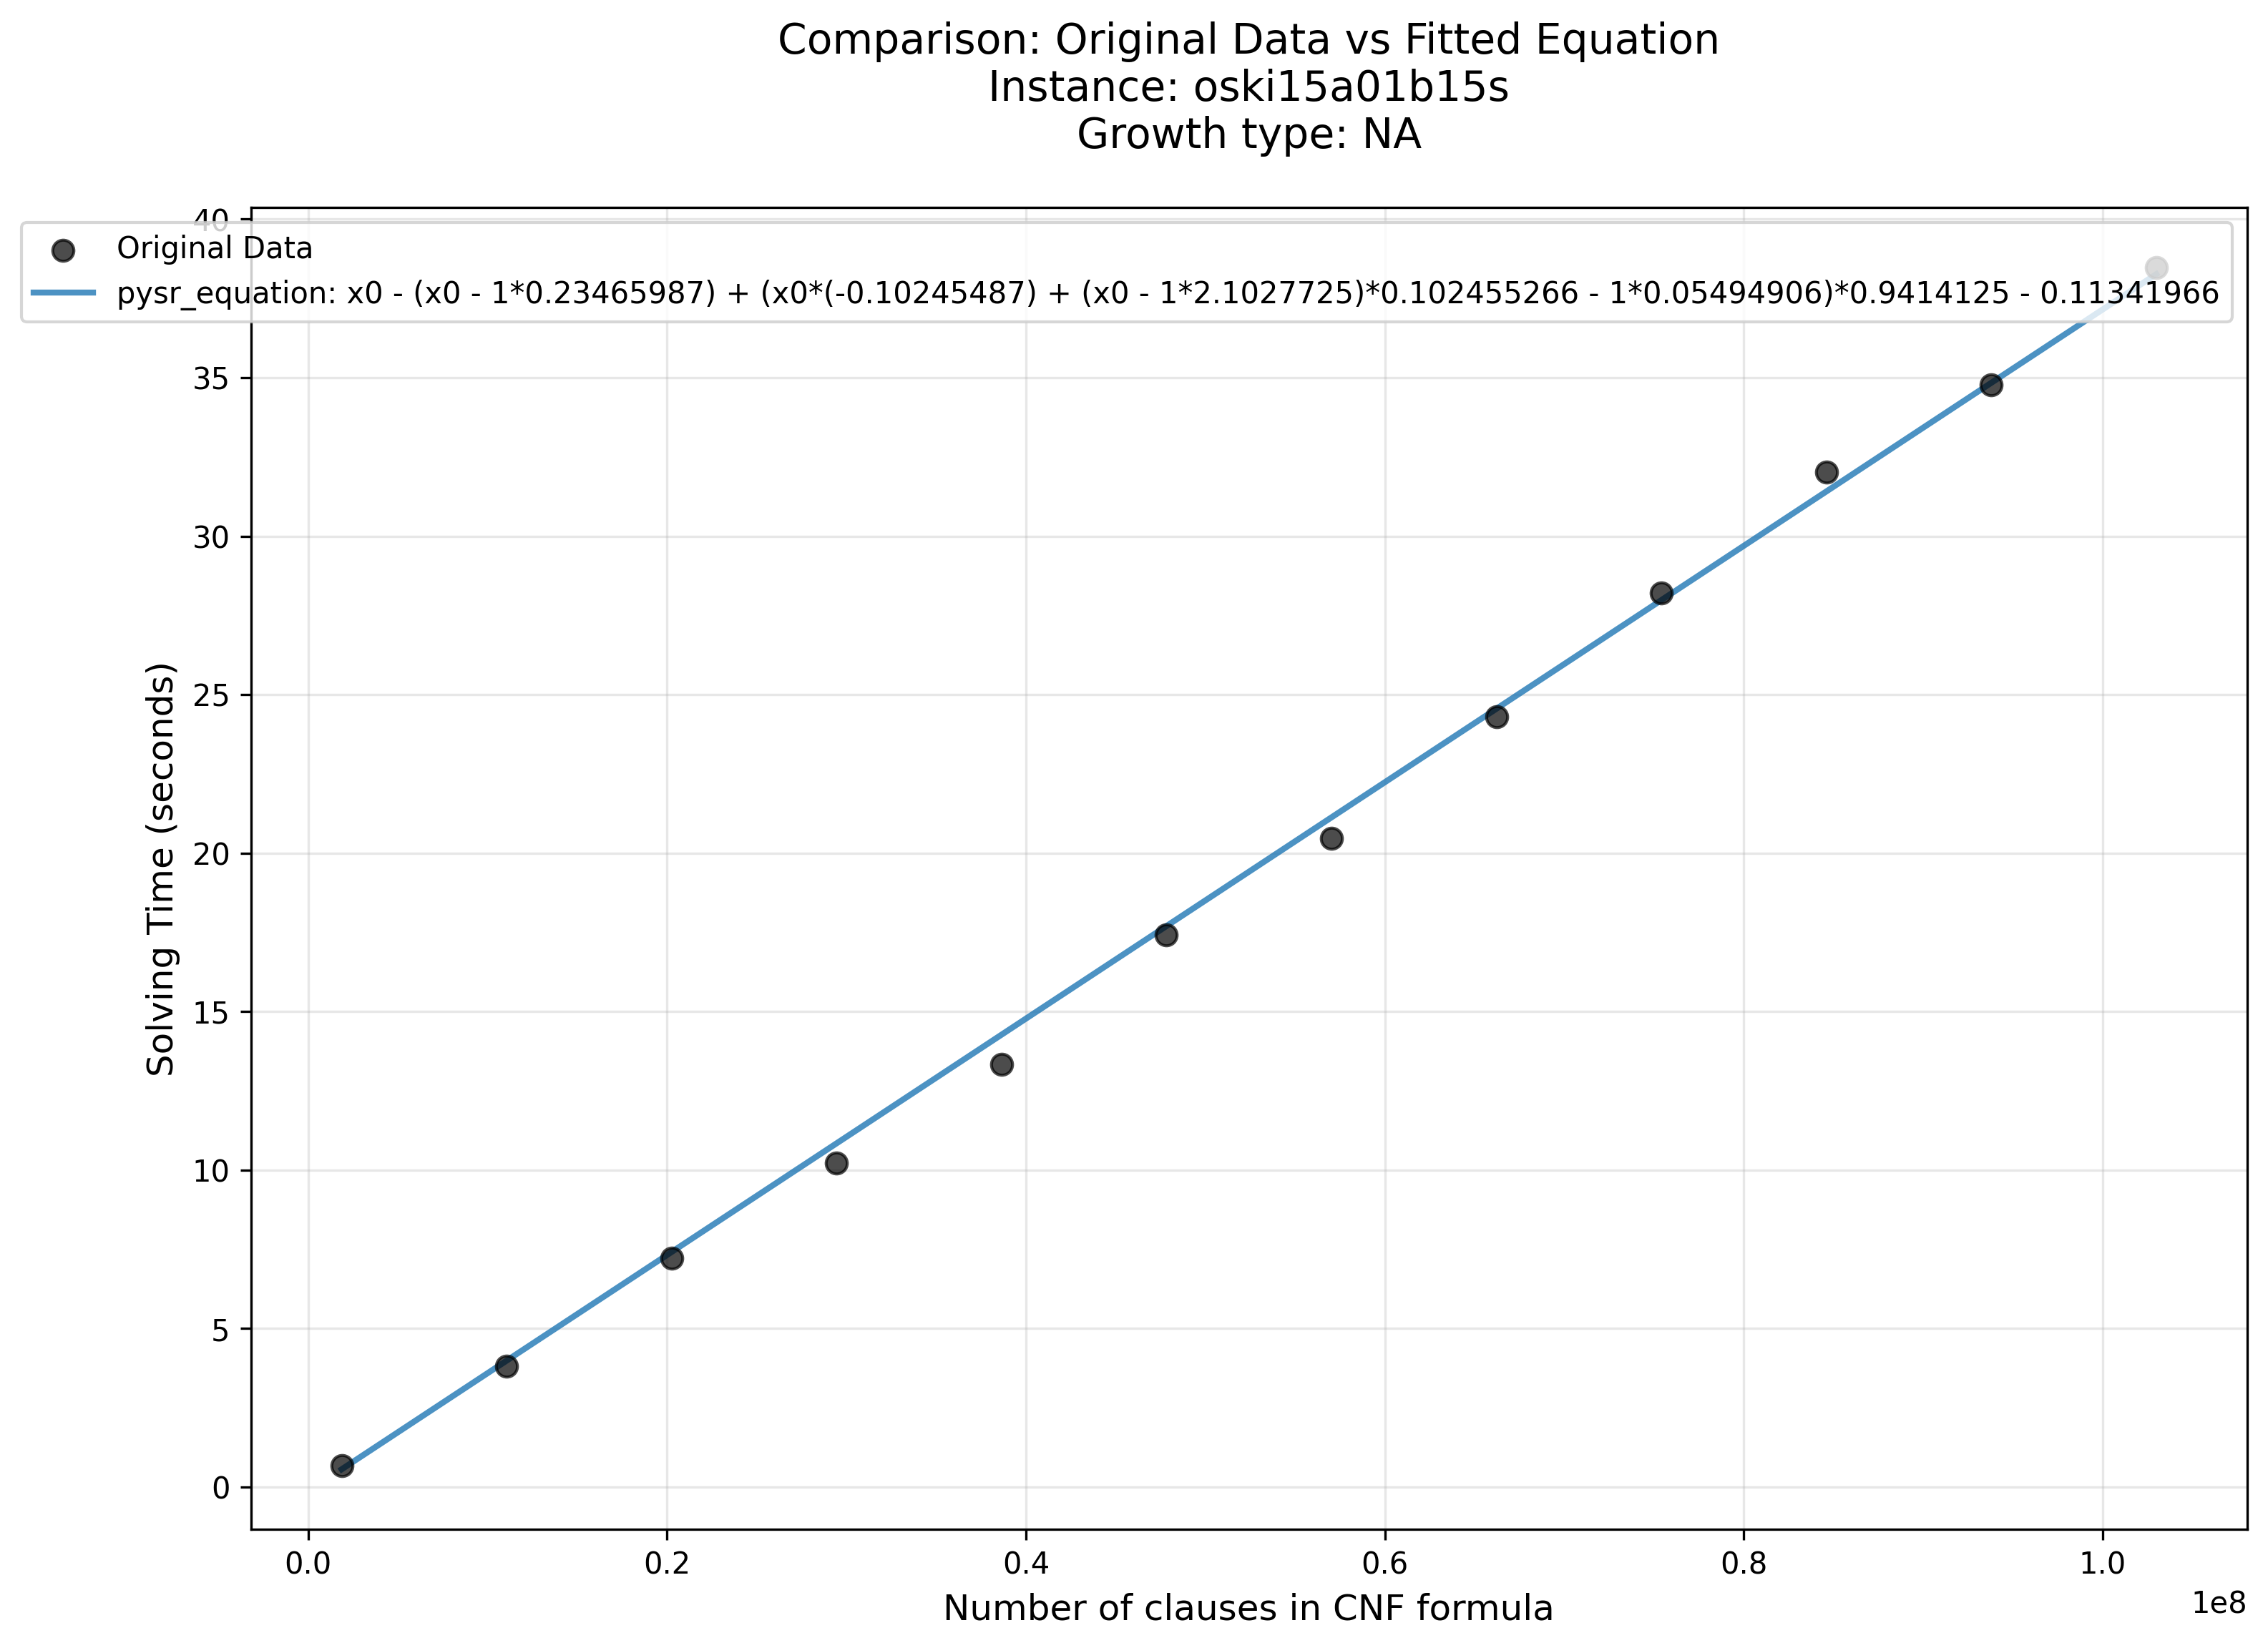 Comparison: Original Data vs Fitted Equation
Instance: oski15a01b15s
Growth type: NA
Original Data
pysr_equation: x0 - (x0 - 1*0.23465987) + (x0*(-0.10245487) + (x0 - 1*2.1027725)*0.102455266 - 1*0.05494906)*0.9414125 - 0.11341966
40
35
30
25
20
15
10
5
0
Solving Time (seconds)
0.0 0.2 0.4 0.6 0.8 1.0
1e8
Number of clauses in CNF formula